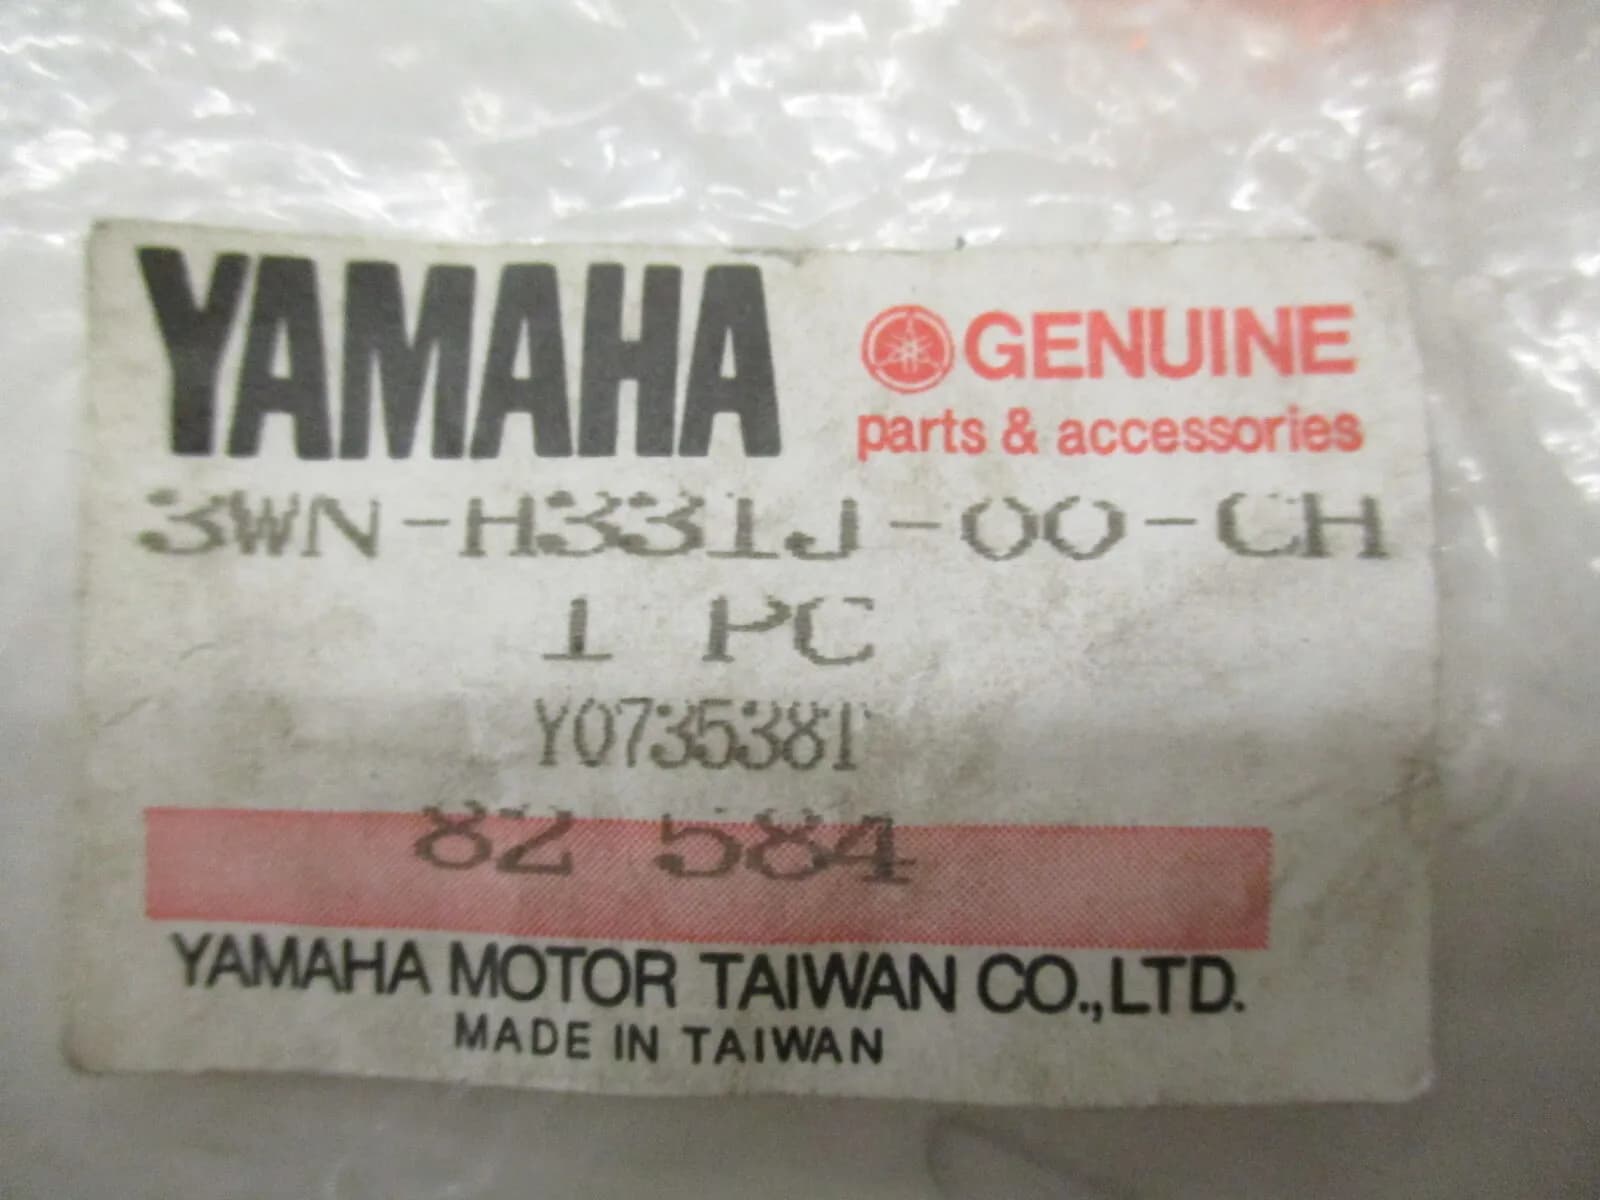 YAMAHA
GENUINE
parts & accessories
3WN-H331J-00-CH
1 PC
Y0735381
82 584
YAMAHA MOTOR TAIWAN CO.,LTD.
MADE IN TAIWAN